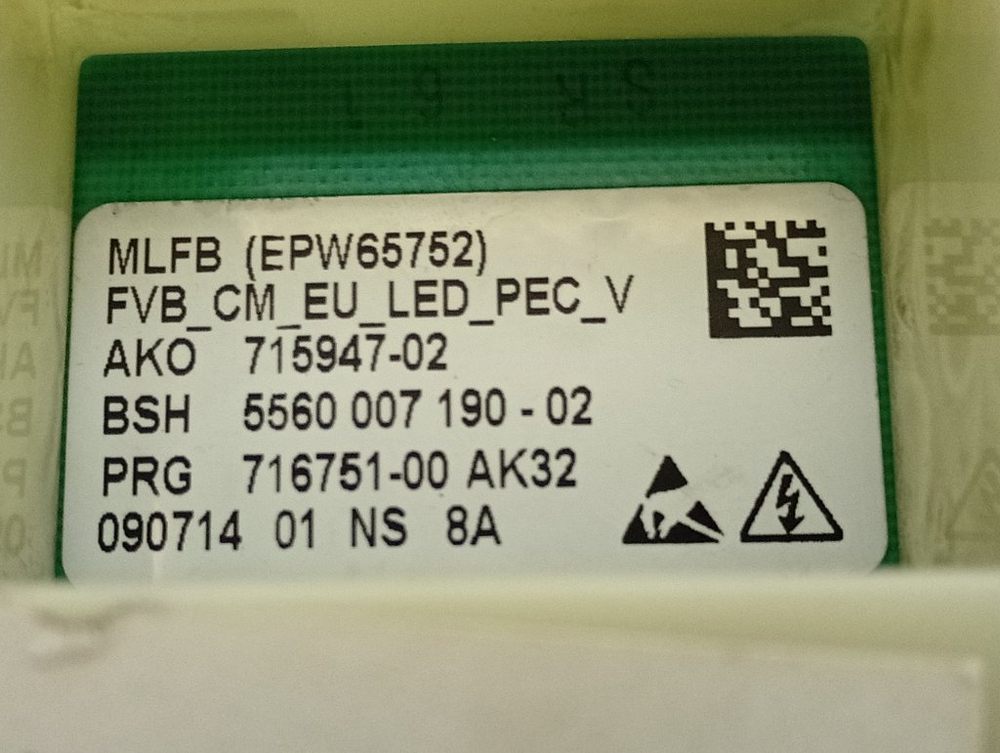 MLFB (EPW65752)
FVB_CM_EU_LED_PEC_V
AKO 715947-02
BSH 5560 007 190 - 02
PRG 716751-00 AK32
090714 01 NS 8A